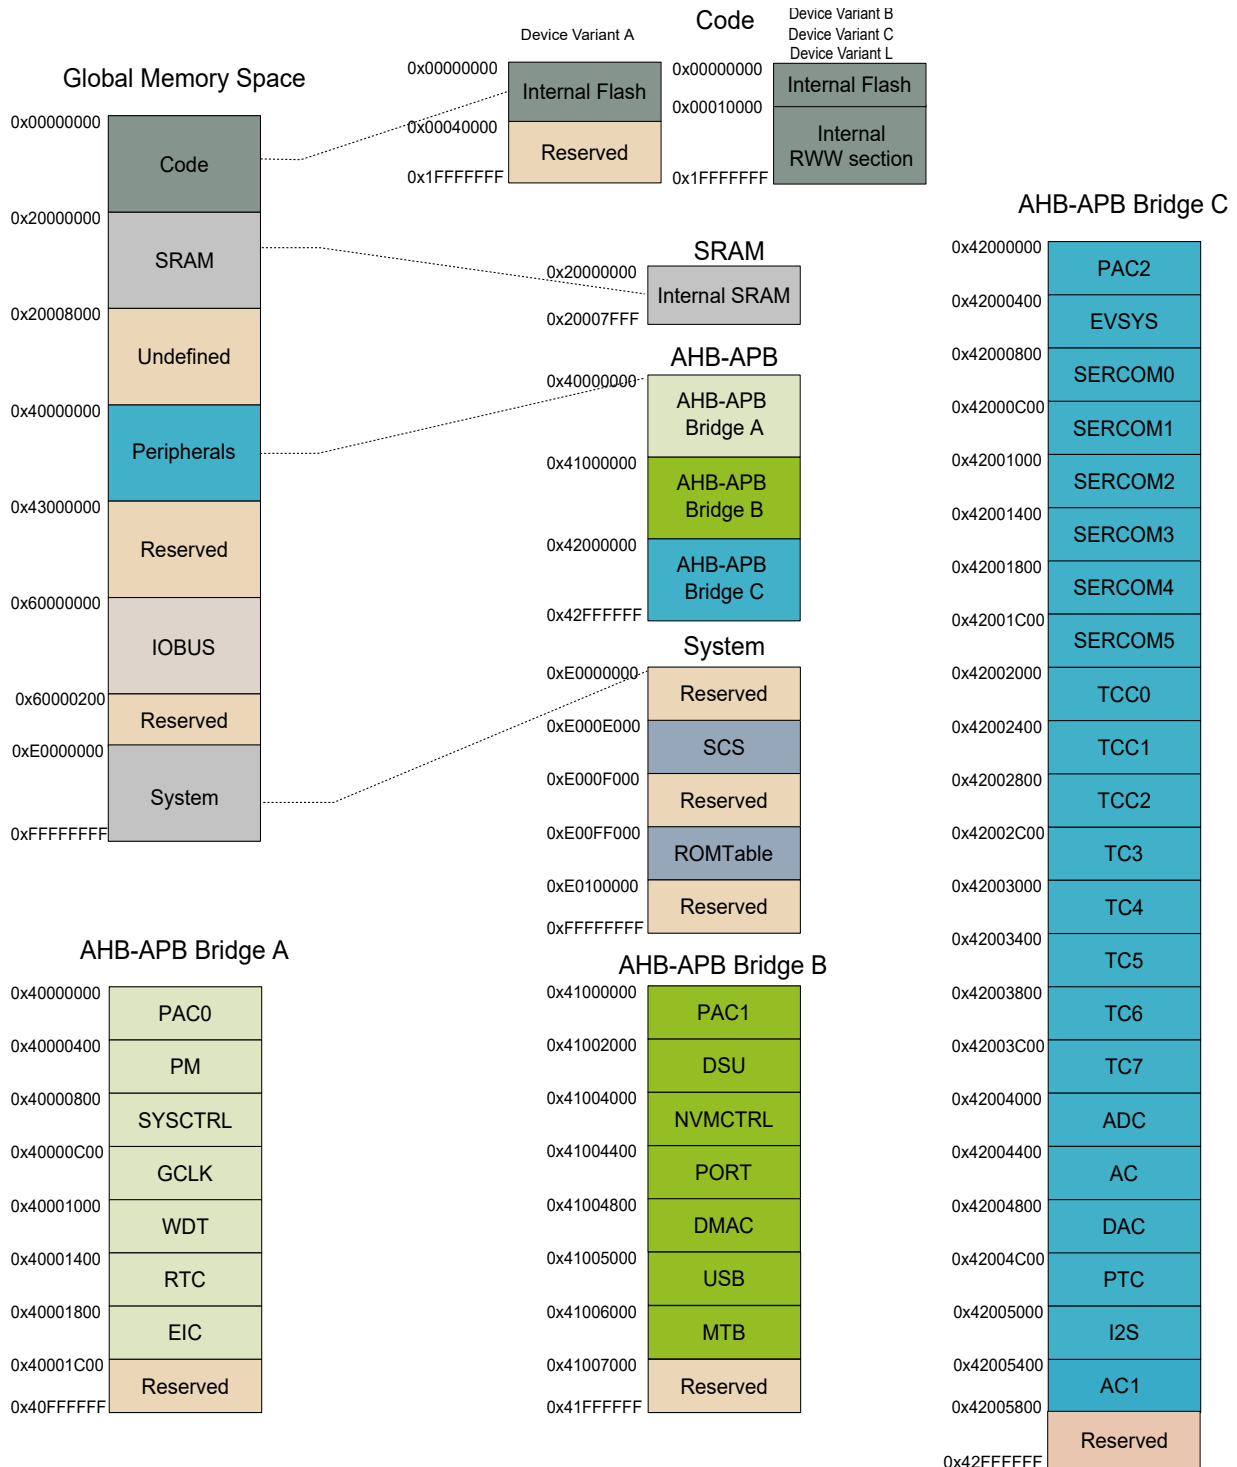 Global Memory Space
0x00000000
Code
0x20000000
SRAM
0x20008000
Undefined
0x40000000
Peripherals
0x43000000
Reserved
0x60000000
IOBUS
0x60000200
Reserved
0xE0000000
System
0xFFFFFFFF
Code
Device Variant A
0x00000000
Internal Flash
0x00040000
Reserved
0x1FFFFFFF
Device Variant B
Device Variant C
Device Variant L
0x00000000
Internal Flash
0x00010000
Internal
RWW section
0x1FFFFFFF
SRAM
0x20000000
Internal SRAM
0x20007FFF
AHB-APB
0x40000000
AHB-APB
Bridge A
0x41000000
AHB-APB
Bridge B
0x42000000
AHB-APB
Bridge C
0x42FFFFFF
System
0xE0000000
Reserved
0xE000E000
SCS
0xE000F000
Reserved
0xE00FF000
ROMTable
0xE0100000
Reserved
0xFFFFFFFF
AHB-APB Bridge A
0x40000000
PAC0
0x40000400
PM
0x40000800
SYSCTRL
0x40000C00
GCLK
0x40001000
WDT
0x40001400
RTC
0x40001800
EIC
0x40001C00
Reserved
0x40FFFFFF
AHB-APB Bridge B
0x41000000
PAC1
0x41002000
DSU
0x41004000
NVMCTRL
0x41004400
PORT
0x41004800
DMAC
0x41005000
USB
0x41006000
MTB
0x41007000
Reserved
0x41FFFFFF
AHB-APB Bridge C
0x42000000
PAC2
0x42000400
EVSYS
0x42000800
SERCOM0
0x42000C00
SERCOM1
0x42001000
SERCOM2
0x42001400
SERCOM3
0x42001800
SERCOM4
0x42001C00
SERCOM5
0x42002000
TCC0
0x42002400
TCC1
0x42002800
TCC2
0x42002C00
TC3
0x42003000
TC4
0x42003400
TC5
0x42003800
TC6
0x42003C00
TC7
0x42004000
ADC
0x42004400
AC
0x42004800
DAC
0x42004C00
PTC
0x42005000
I2S
0x42005400
AC1
0x42005800
Reserved
0x42FFFFFF